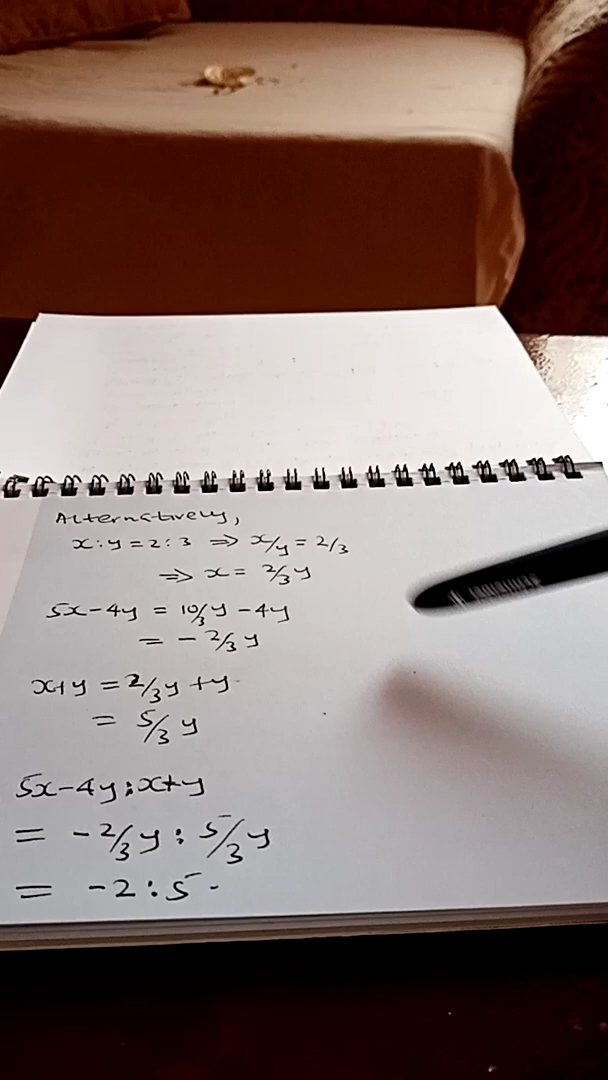 Alternatively,
x:y = 2:3 ⇒ x/y = 2/3
⇒ x = 2/3 y
5x-4y = 10/3 y - 4y
= - 2/3 y
x+y = 2/3 y + y
= 5/3 y
5x-4y : x+y
= -2/3 y : 5/3 y
= -2 : 5.